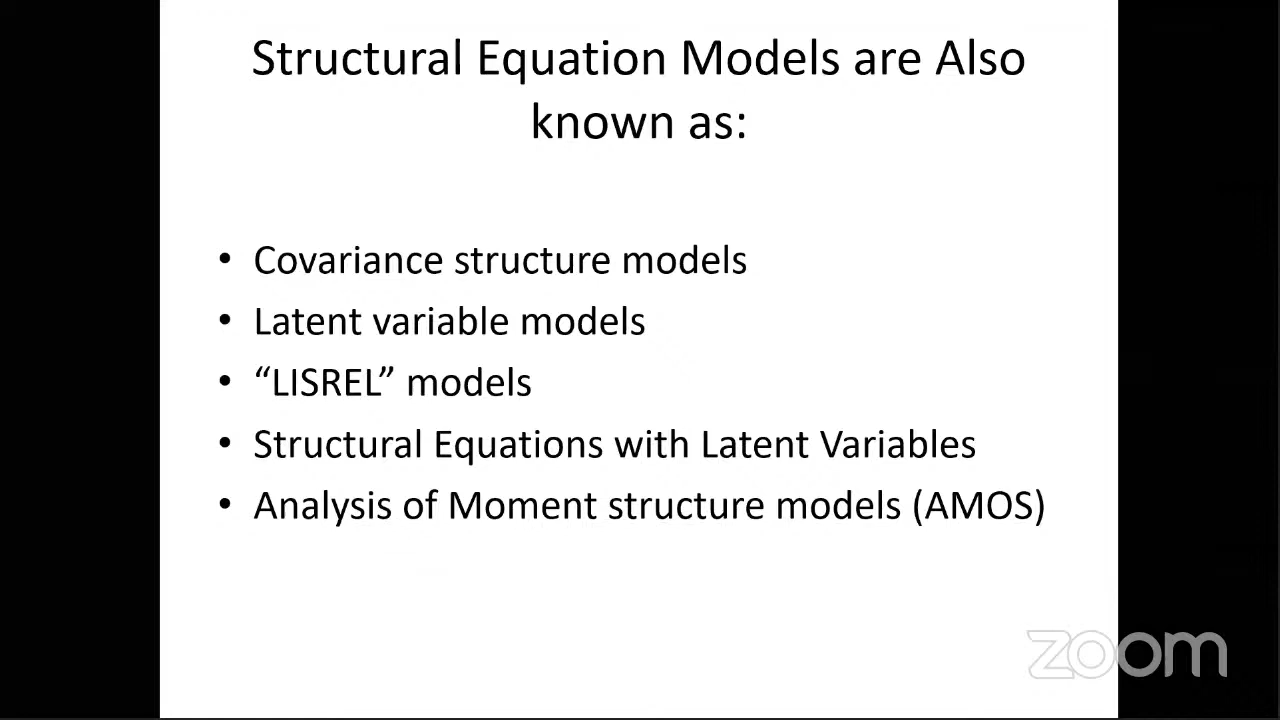 Structural Equation Models are Also
known as:
• Covariance structure models
• Latent variable models
• “LISREL” models
• Structural Equations with Latent Variables
• Analysis of Moment structure models (AMOS)
zoom